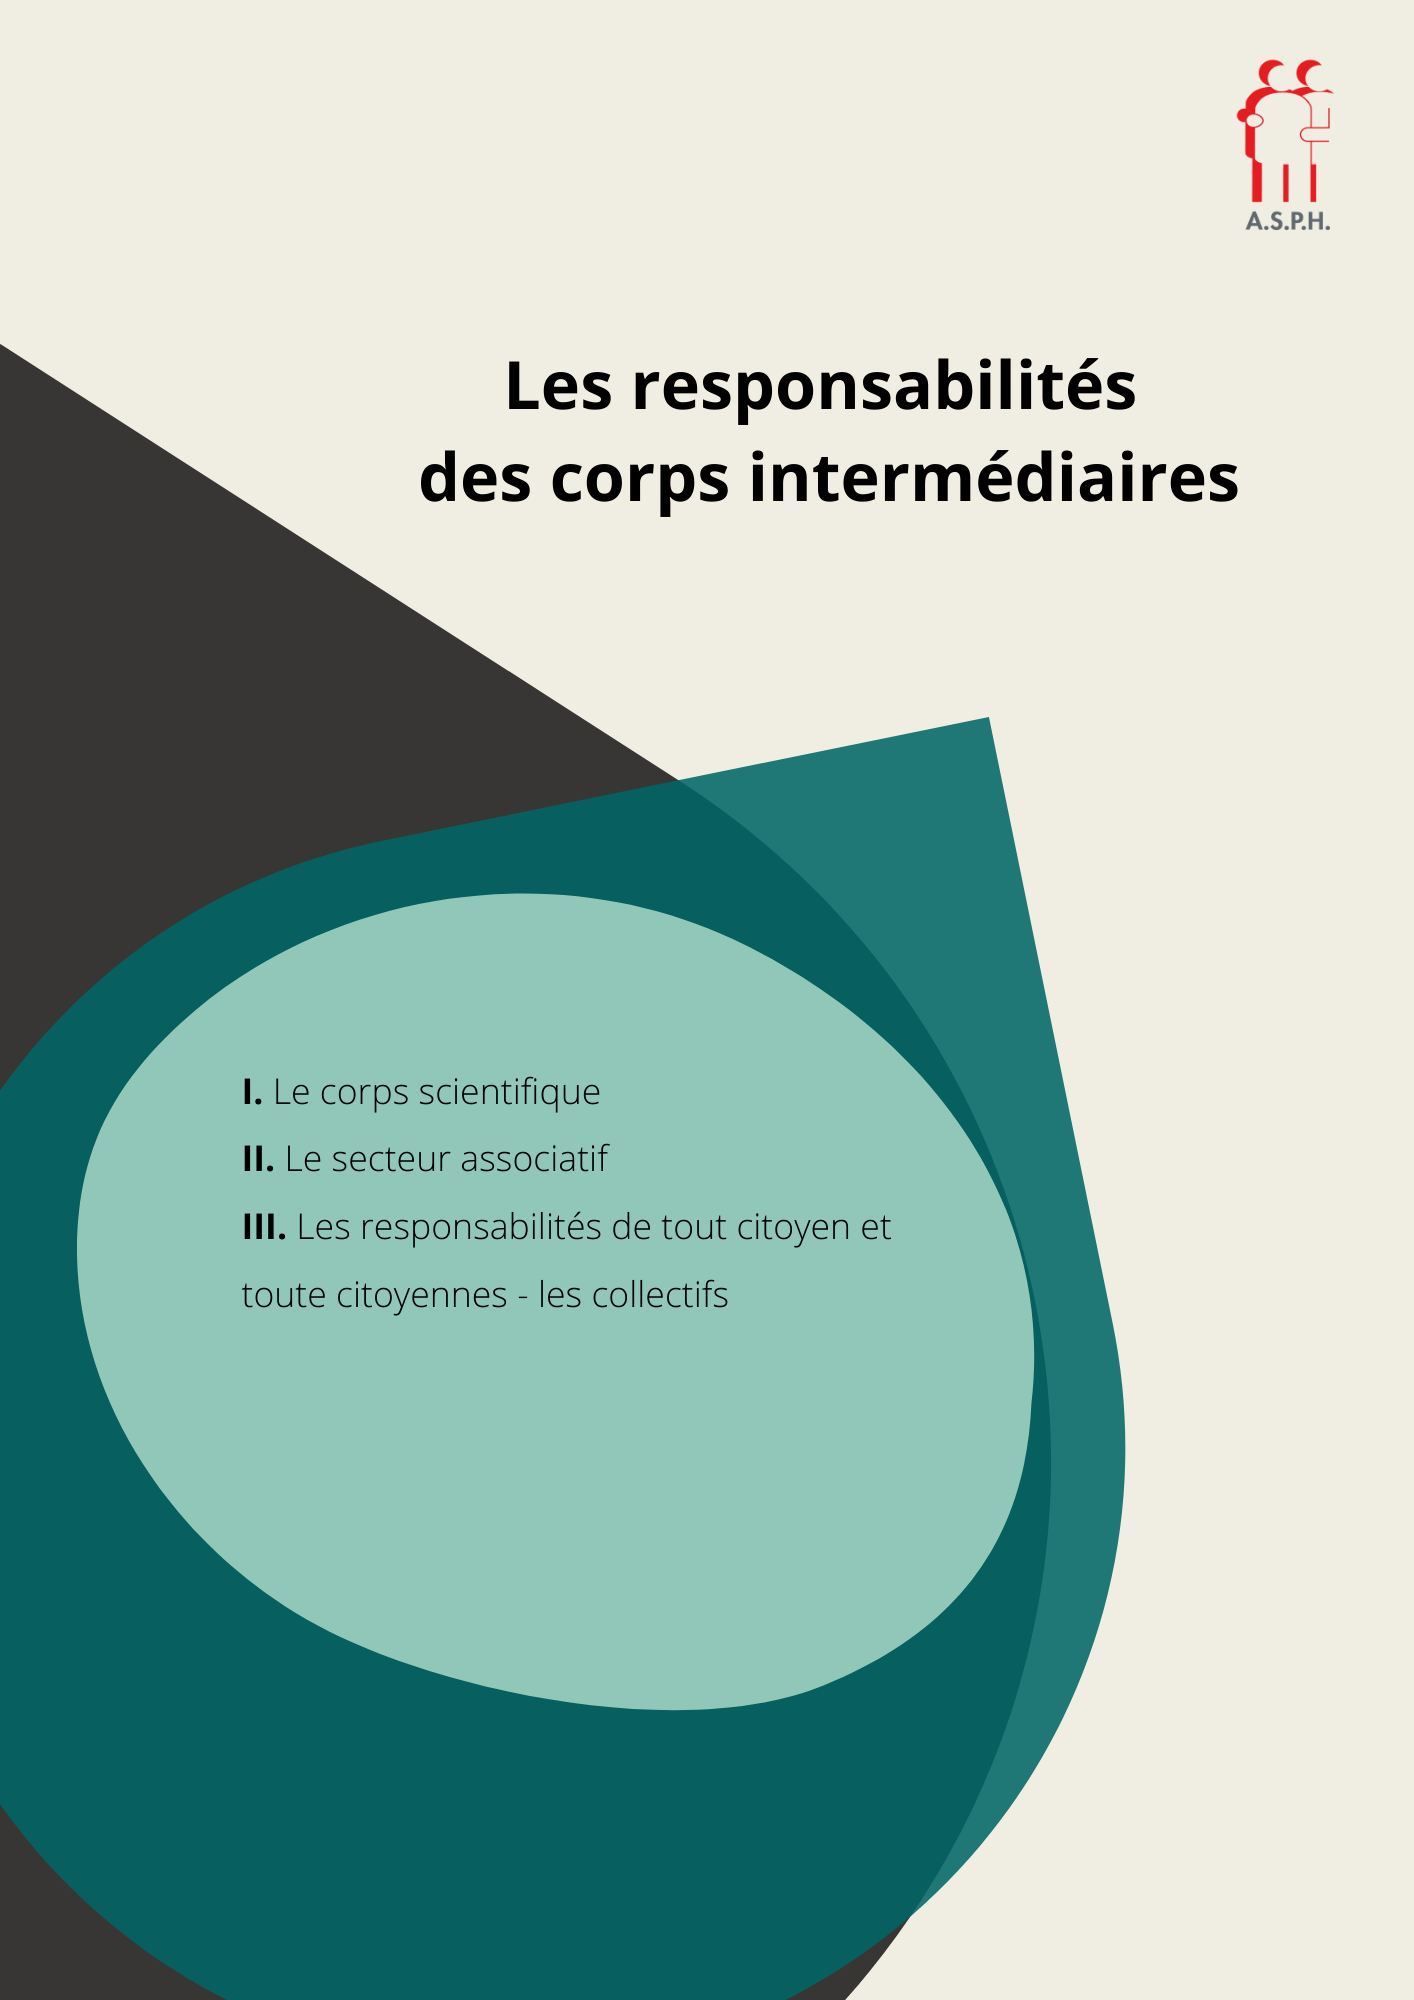 A.S.P.H.
Les responsabilités
des corps intermédiaires
I. Le corps scientifique
II. Le secteur associatif
III. Les responsabilités de tout citoyen et
toute citoyennes - les collectifs